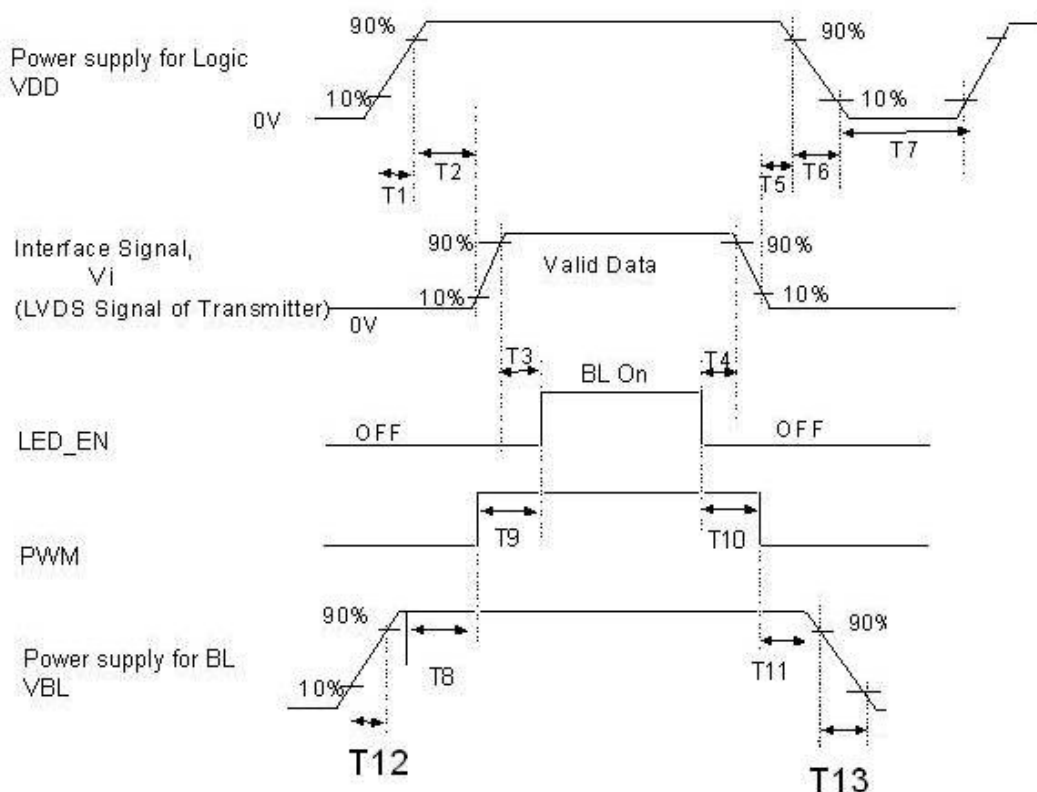 90%
90%
Power supply for Logic
VDD
10%
10%
0V
T1
T2
T5
T6
T7
Interface Signal,
Vi
(LVDS Signal of Transmitter)
90%
Valid Data
90%
10%
10%
0V
T3
T4
BL On
LED_EN
OFF
OFF
PWM
T9
T10
90%
90%
Power supply for BL
VBL
10%
T8
T11
T12
T13